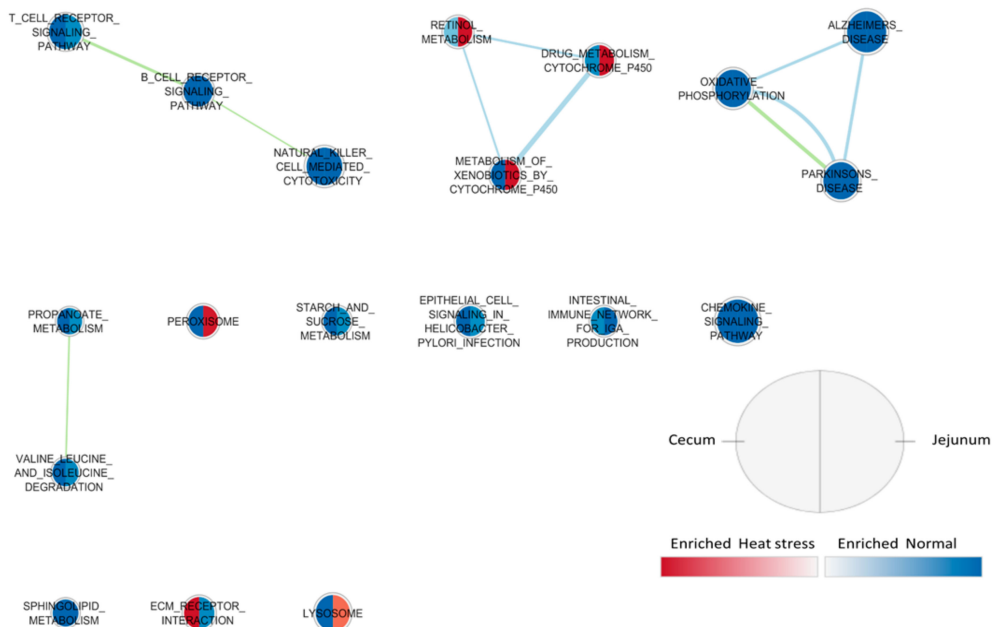 T_CELL_RECEPTOR_
SIGNALING_
PATHWAY
B_CELL_RECEPTOR_
SIGNALING_
PATHWAY
NATURAL_KILLER_
CELL_MEDIATED_
CYTOTOXICITY
RETINOL_
METABOLISM
DRUG_METABOLISM_
CYTOCHROME_P450
METABOLISM_OF_
XENOBIOTICS_BY_
CYTOCHROME_P450
ALZHEIMERS_
DISEASE
OXIDATIVE_
PHOSPHORYLATION
PARKINSONS_
DISEASE
PROPANOATE_
METABOLISM
PEROXISOME
STARCH_AND_
SUCROSE_
METABOLISM
EPITHELIAL_CELL_
SIGNALING_IN_
HELICOBACTER_
PYLORI_INFECTION
INTESTINAL_
IMMUNE_NETWORK_
FOR_IGA_
PRODUCTION
CHEMOKINE_
SIGNALING_
PATHWAY
VALINE_LEUCINE_
AND_ISOLEUCINE_
DEGRADATION
Cecum
Jejunum
Enriched Heat stress
Enriched Normal
SPHINGOLIPID_
METABOLISM
ECM_RECEPTOR_
INTERACTION
LYSOSOME